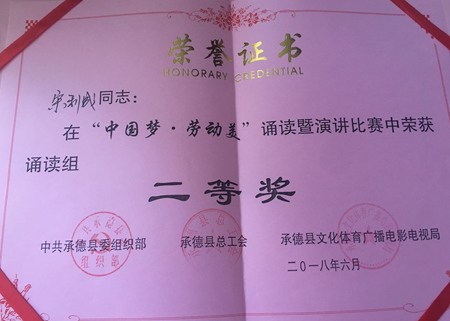 荣誉证书
HONORARY CREDENTIAL
同志：
在“中国梦·劳动美”诵读暨演讲比赛中荣获
诵读组
二等奖
中共承德县委组织部 承德县总工会 承德县文化体育广播电影电视局
二〇一八年六月